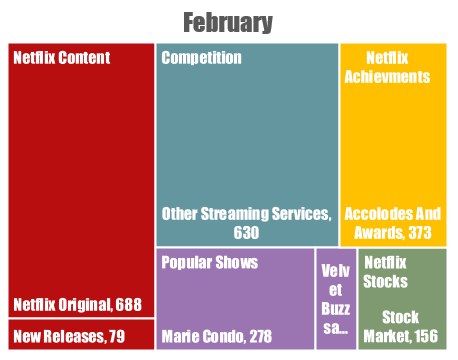 February
Netflix Content
Netflix Original, 688
New Releases, 79
Competition
Other Streaming Services,
630
Netflix
Achievments
Accolodes And
Awards, 373
Popular Shows
Marie Condo, 278
Velv
et
Buzz
sa...
Netflix
Stocks
Stock
Market, 156